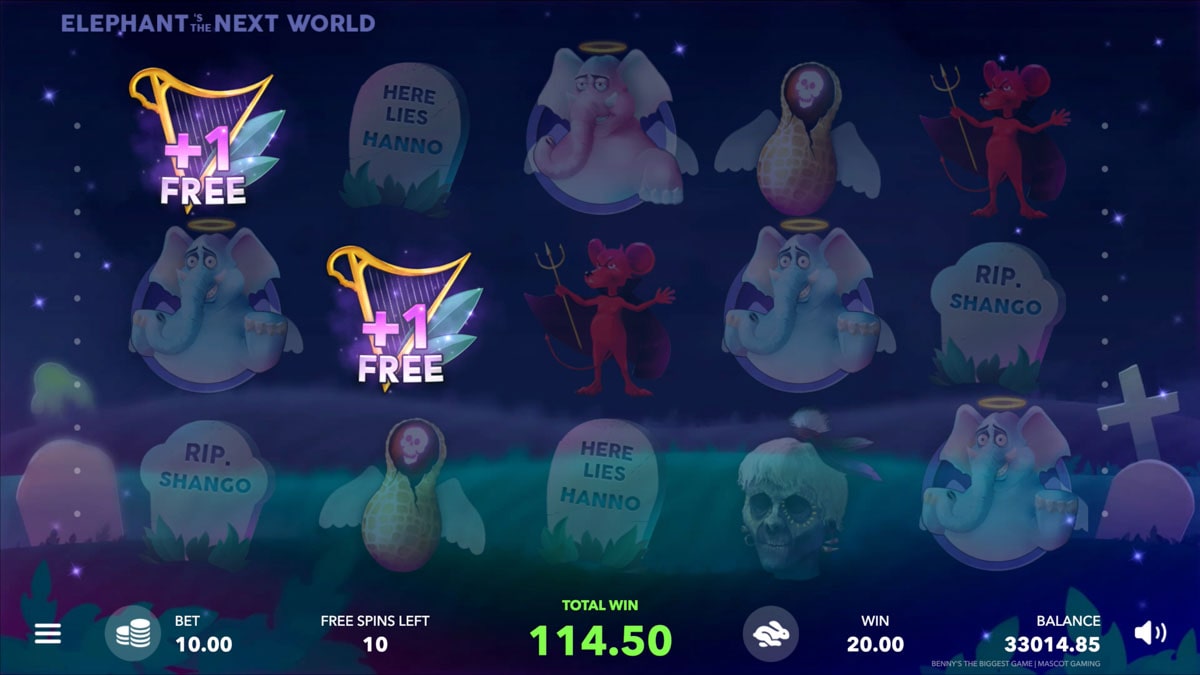 ELEPHANT'S THE NEXT WORLD
+1
FREE
HERE
LIES
HANNO
+1
FREE
RIP.
SHANGO
RIP.
SHANGO
HERE
LIES
HANNO
BET
10.00
FREE SPINS LEFT
10
TOTAL WIN
114.50
WIN
20.00
BALANCE
33014.85
BENNY'S THE BIGGEST GAME | MASCOT GAMING